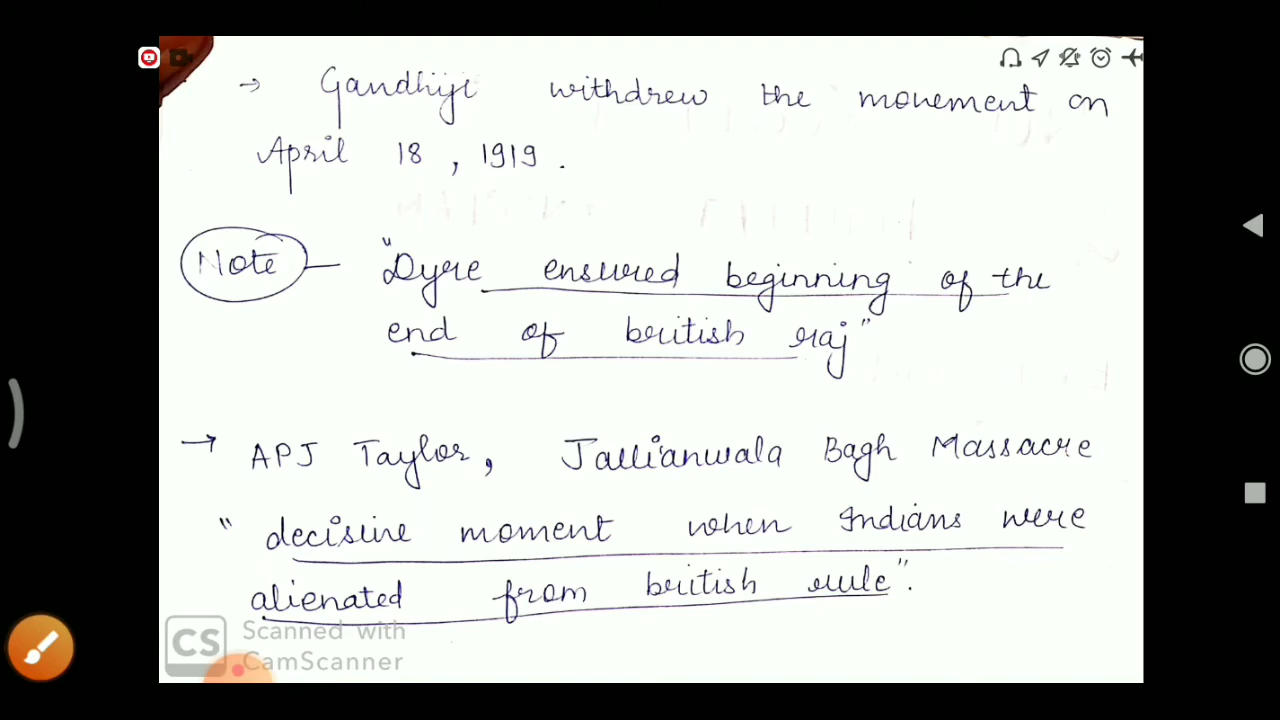 → Gandhiji withdrew the movement on
April 18, 1919.
Note — "Dyre ensured beginning of the
end of british raj"
→ APJ Taylor, Jallianwala Bagh Massacre
" decisive moment when Indians were
alienated from british rule".
CS Scanned with
CamScanner